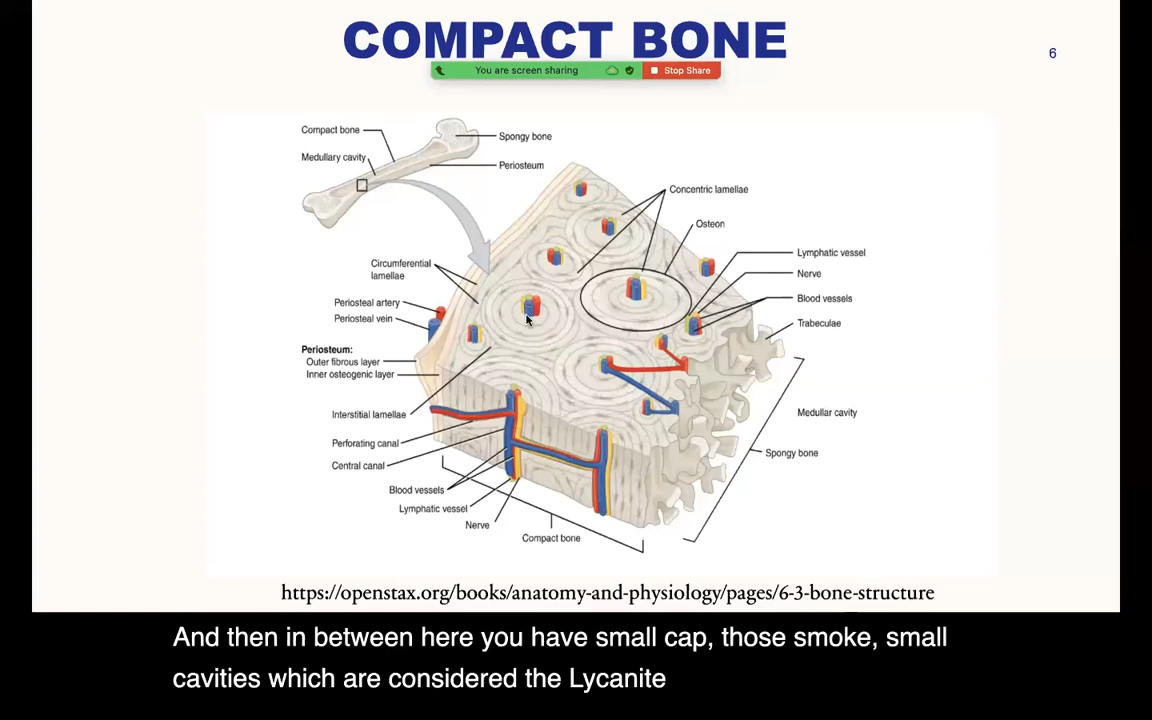 COMPACT BONE
6
You are screen sharing
Stop Share
Compact bone
Spongy bone
Medullary cavity
Periosteum
Concentric lamellae
Osteon
Lymphatic vessel
Nerve
Blood vessels
Trabeculae
Circumferential
lamellae
Periosteal artery
Periosteal vein
Periosteum:
Outer fibrous layer
Inner osteogenic layer
Interstitial lamellae
Perforating canal
Central canal
Blood vessels
Lymphatic vessel
Nerve
Compact bone
Medullar cavity
Spongy bone
https://openstax.org/books/anatomy-and-physiology/pages/6-3-bone-structure
And then in between here you have small cap, those smoke, small
cavities which are considered the Lycanite